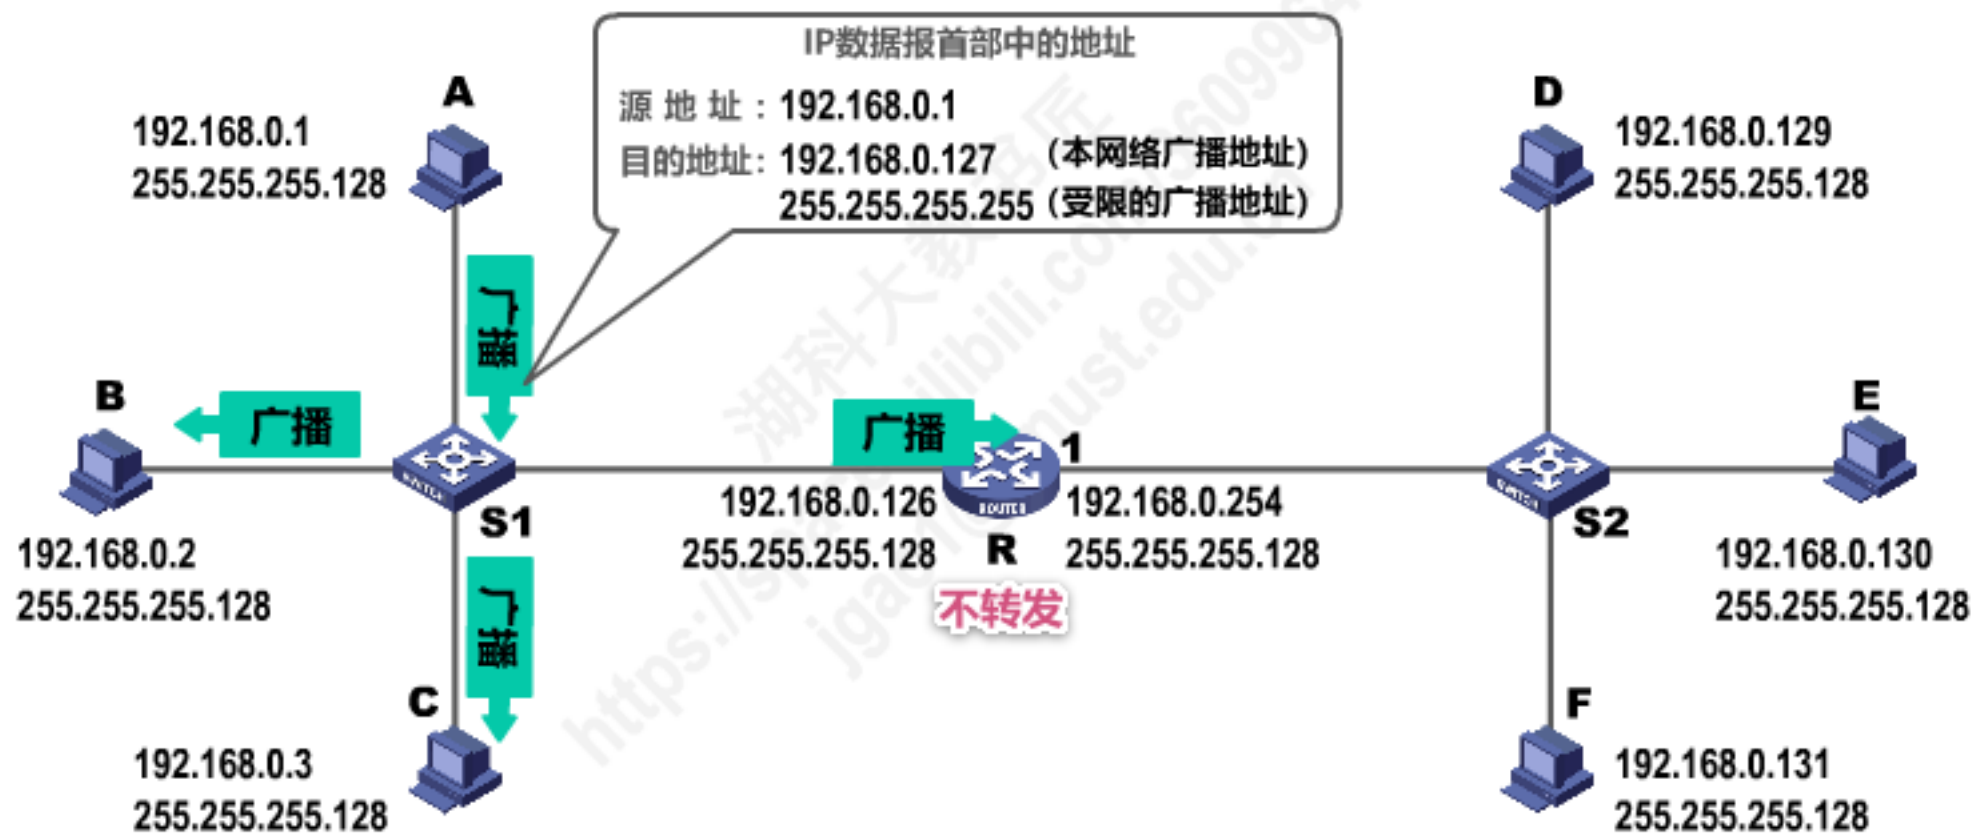 IP数据报首部中的地址
源 地 址 : 192.168.0.1
目的地址: 192.168.0.127 (本网络广播地址)
255.255.255.255 (受限的广播地址)
A
192.168.0.1
255.255.255.128
D
192.168.0.129
255.255.255.128
广播
B
广播
广播
1
E
SWITCH
S1
192.168.0.2
255.255.255.128
192.168.0.126
255.255.255.128
ROUTER
R
192.168.0.254
255.255.255.128
不转发
SWITCH
S2
192.168.0.130
255.255.255.128
广播
C
192.168.0.3
255.255.255.128
F
192.168.0.131
255.255.255.128